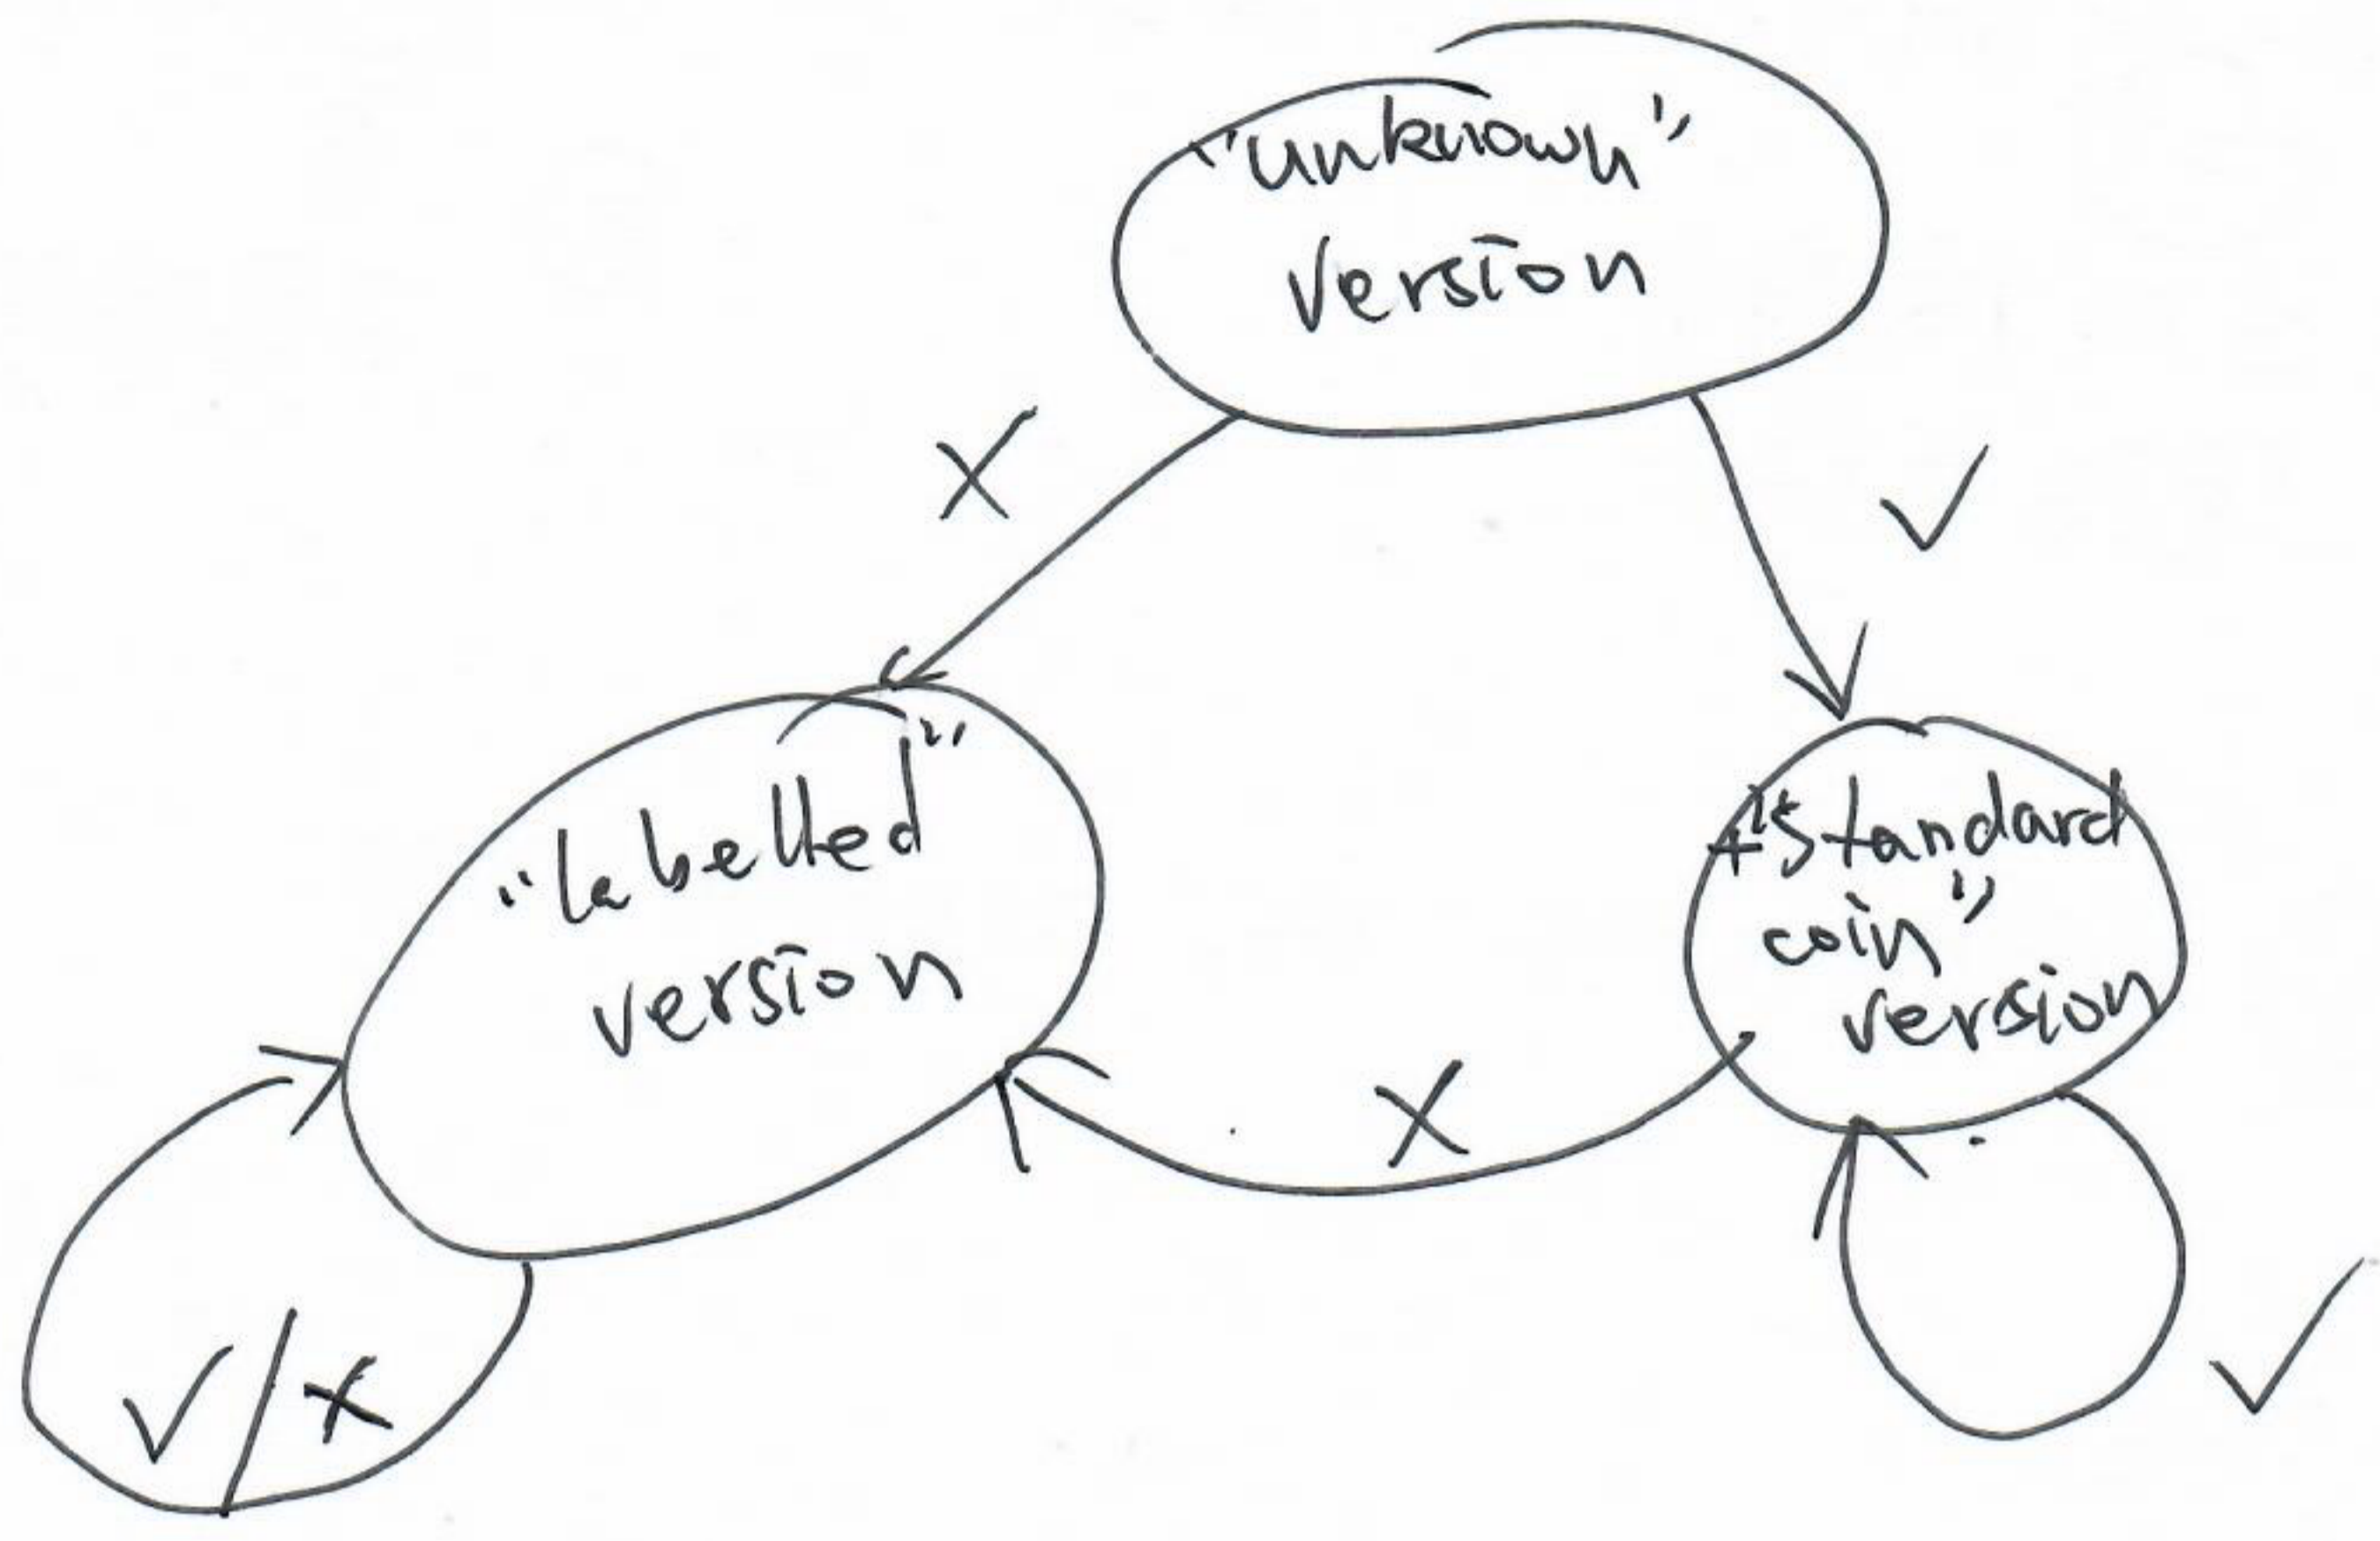 "unknown"
version
X
✓
"labelled"
version
+"standard
coin"
version
X
✓/X
✓